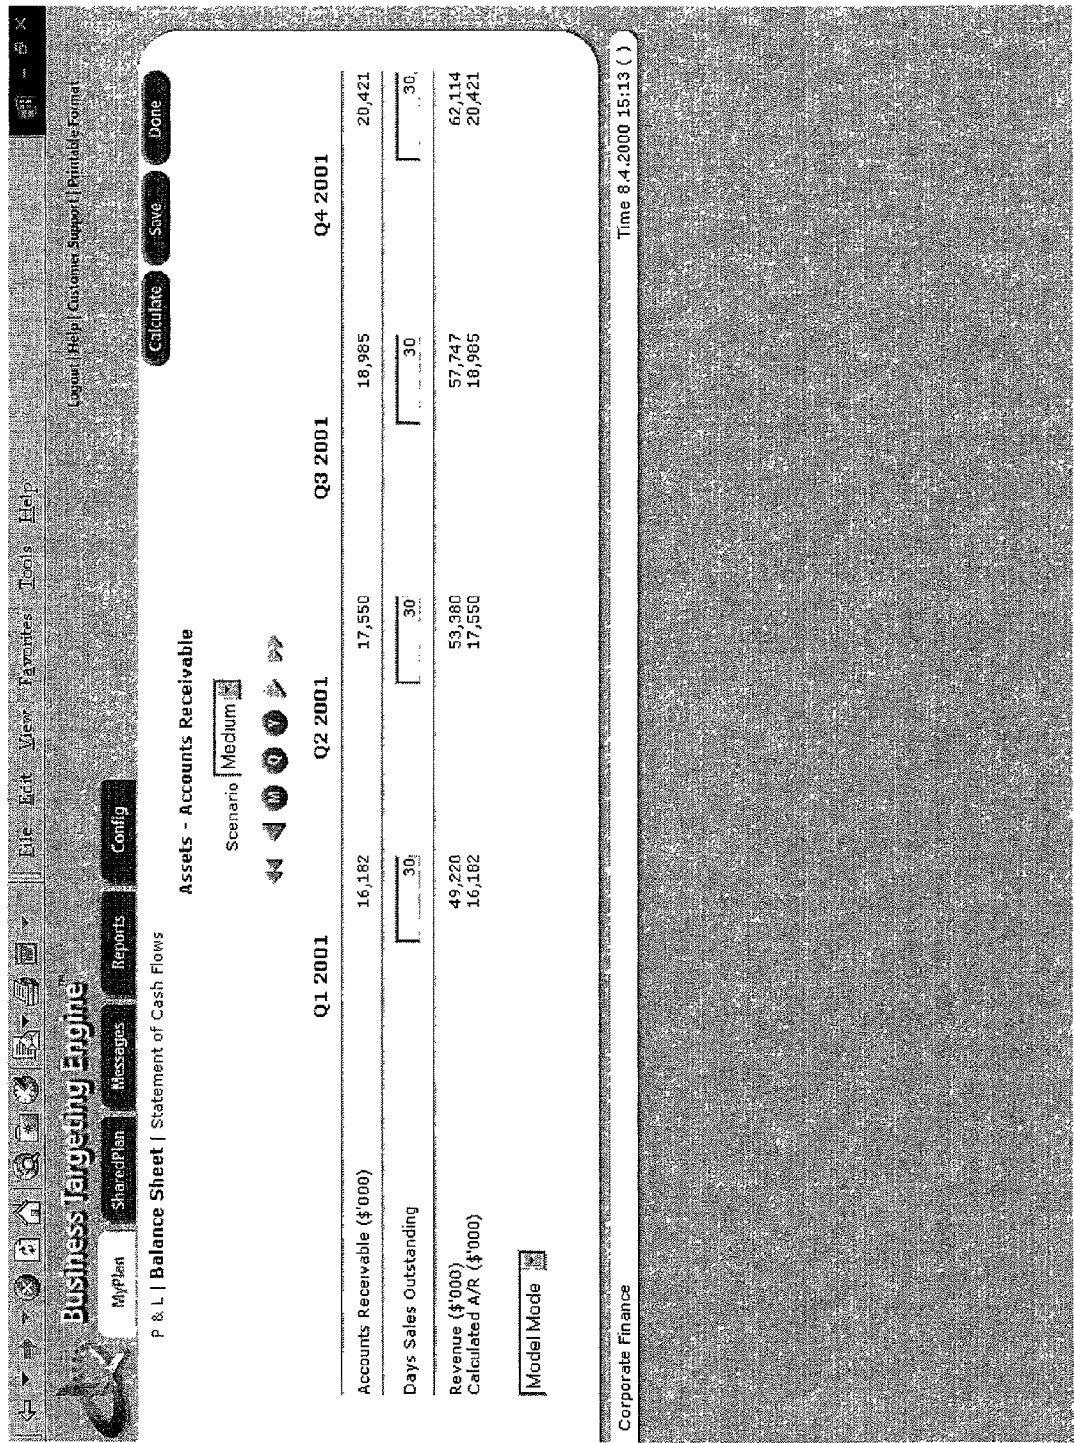 File Edit View Favorites Tools Help
Business Targeting Engine™
Logout | Help | Customer Support | Printable Format
MyPlan SharedPlan Messages Reports Config
P & L | Balance Sheet | Statement of Cash Flows
Calculate Save Done
Assets - Accounts Receivable
Scenario Medium
M Q Y
Q1 2001 Q2 2001 Q3 2001 Q4 2001
Accounts Receivable ($'000) 16,182 17,550 18,985 20,421
Days Sales Outstanding 30 30 30 30
Revenue ($'000) 49,220 53,380 57,747 62,114
Calculated A/R ($'000) 16,182 17,550 18,985 20,421
Model Mode
Corporate Finance Time 8.4.2000 15:13 ( )